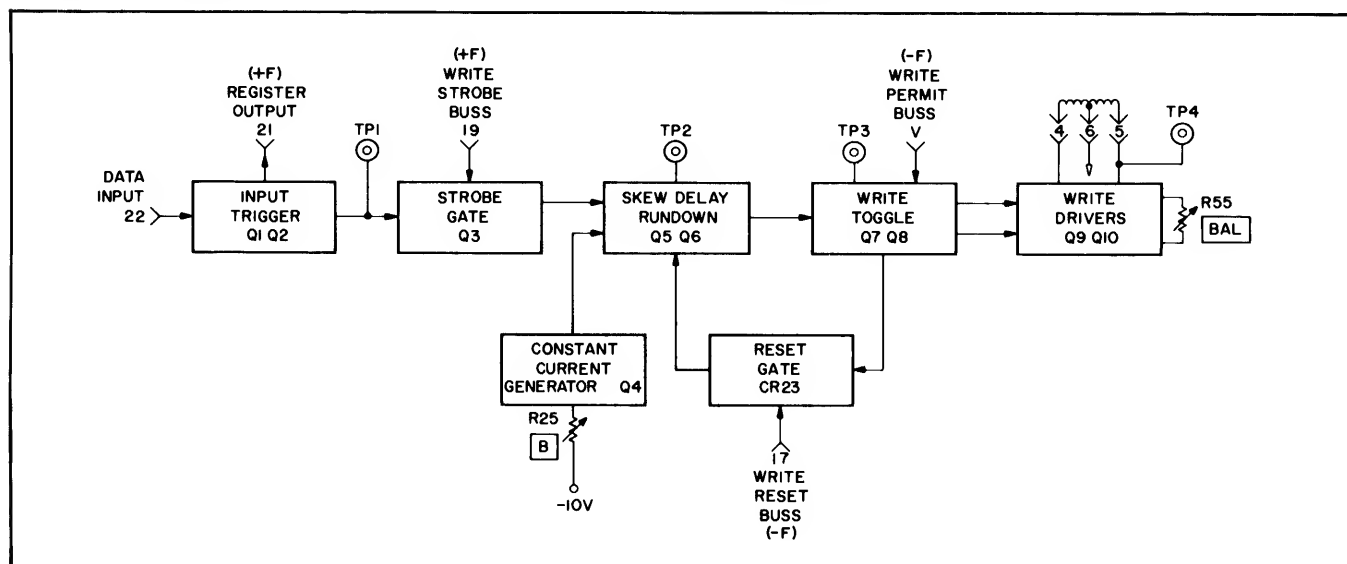 (+F)
REGISTER
OUTPUT
21
(+F)
WRITE
STROBE
BUSS
19
(-F)
WRITE
PERMIT
BUSS
V
TP1
TP2
TP3
4
6
5
TP4
DATA
INPUT
22
INPUT
TRIGGER
Q1 Q2
STROBE
GATE
Q3
SKEW DELAY
RUNDOWN
Q5 Q6
WRITE
TOGGLE
Q7 Q8
WRITE
DRIVERS
Q9 Q10
R55
BAL
CONSTANT
CURRENT
GENERATOR Q4
RESET
GATE
CR23
R25
B
-10V
17
WRITE
RESET
BUSS
(-F)